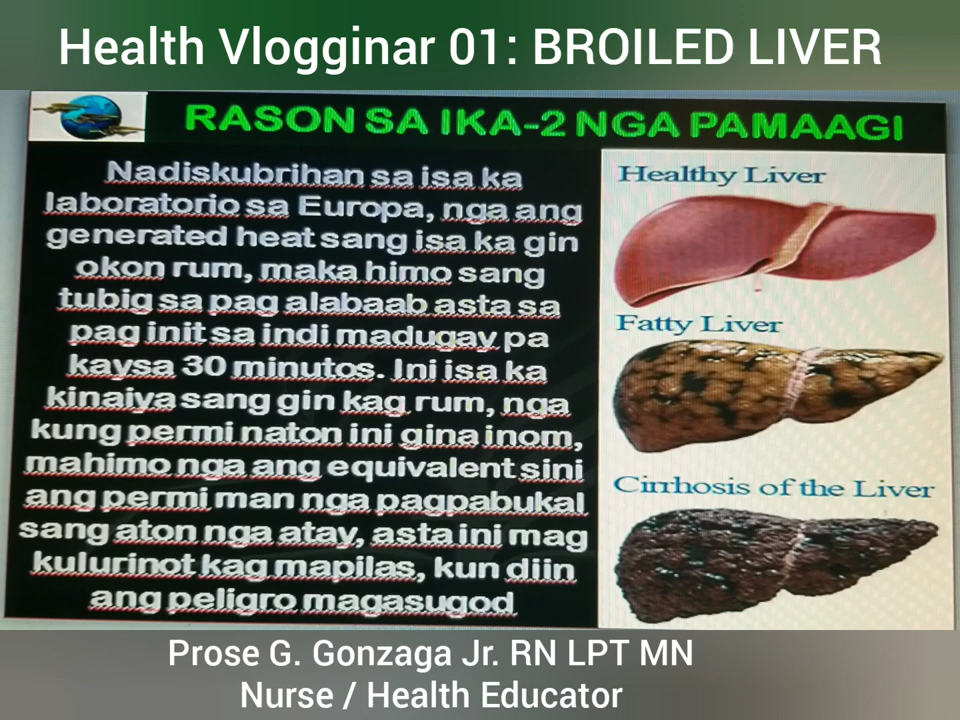 Health Vlogginar 01: BROILED LIVER
RASON SA IKA-2 NGA PAMAAGI
Nadiskubrihan sa isa ka
laboratorio sa Europa, nga ang
generated heat sang isa ka gin
okon rum, maka himo sang
tubig sa pag alabaab asta sa
pag init sa indi madugay pa
kaysa 30 minutos. Ini isa ka
kinaiya sang gin kag rum, nga
kung permi naton ini gina inom,
mahimo nga ang equivalent sini
ang permi man nga pagpabukal
sang aton nga atay, asta ini mag
kulurinot kag mapilas, kun diin
ang peligro magasugod
Healthy Liver
Fatty Liver
Cirrhosis of the Liver
Prose G. Gonzaga Jr. RN LPT MN
Nurse / Health Educator